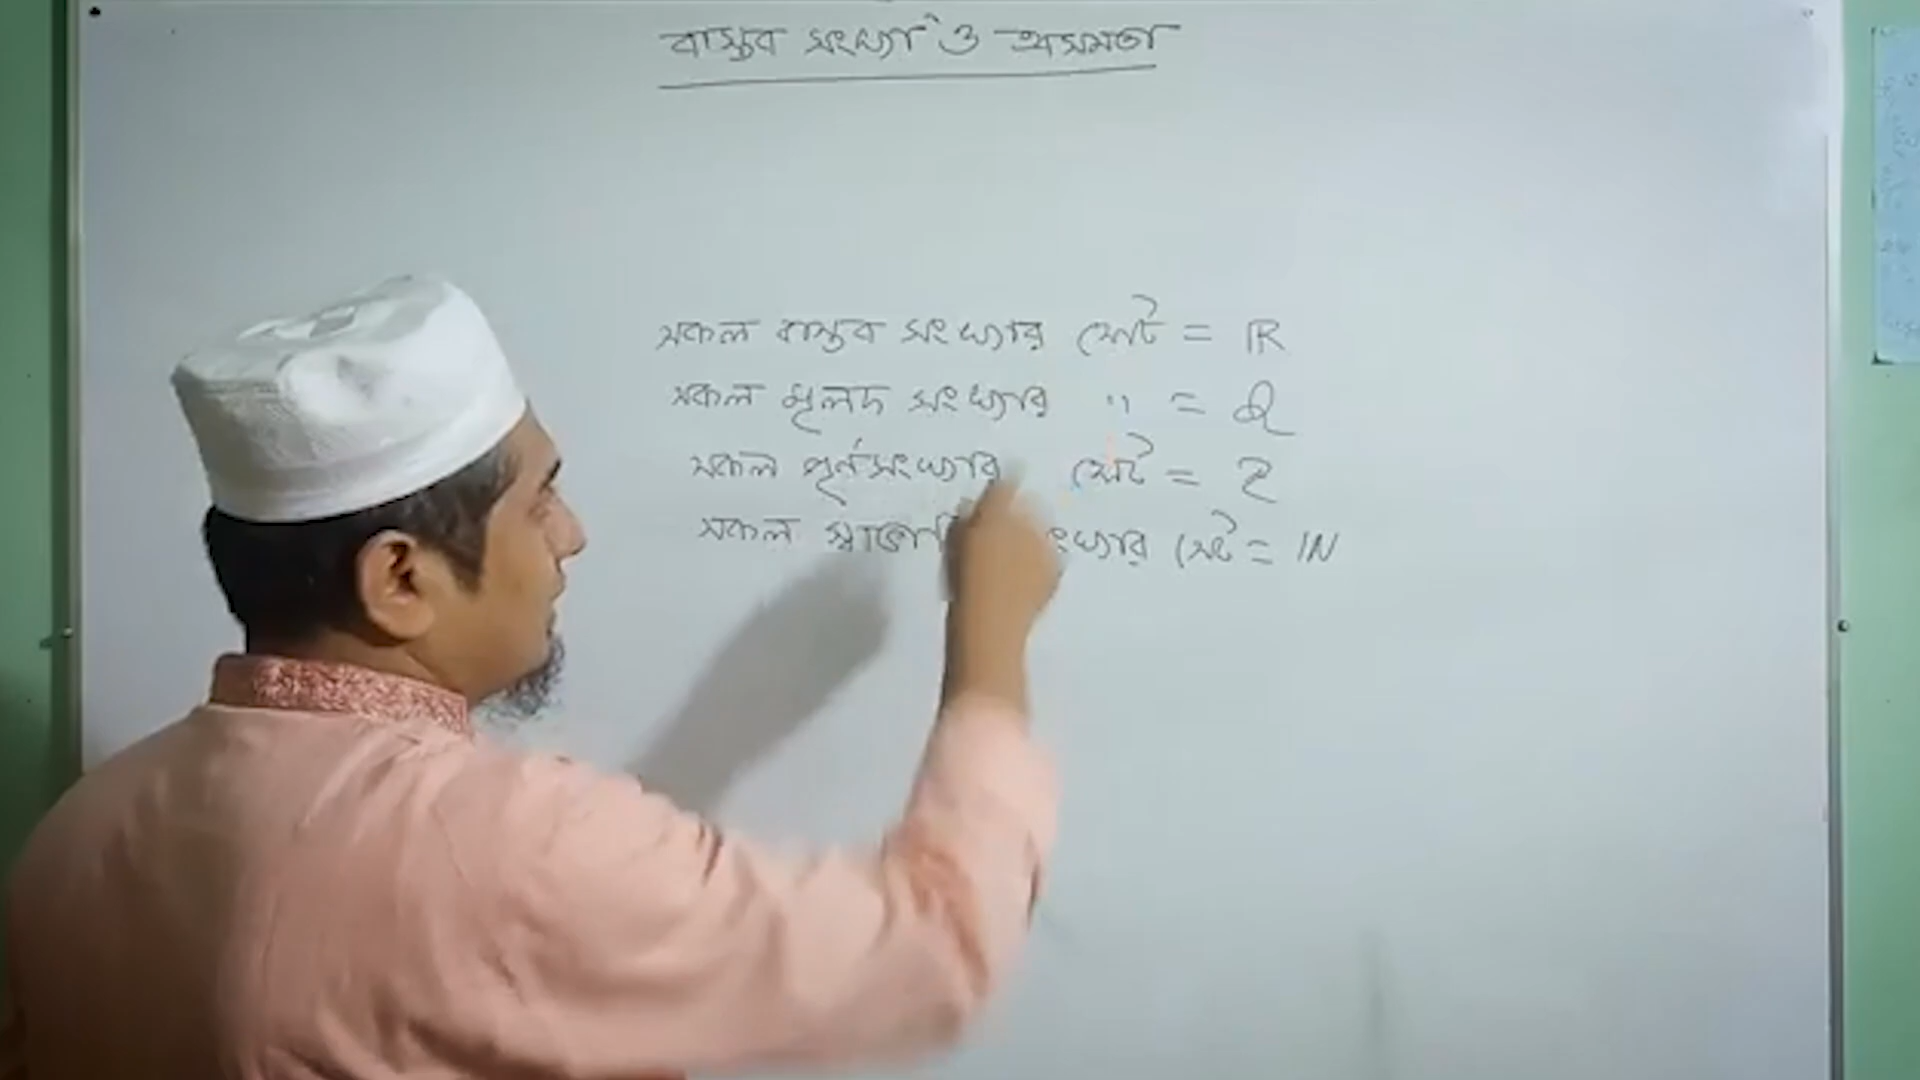 বাস্তব সংখ্যা ও অসমতা
সকল বাস্তব সংখ্যার সেট = ℝ
সকল মূলদ সংখ্যার " = Q
সকল পূর্ণসংখ্যার সেট = Z
সকল সংখ্যার সেট = ℕ